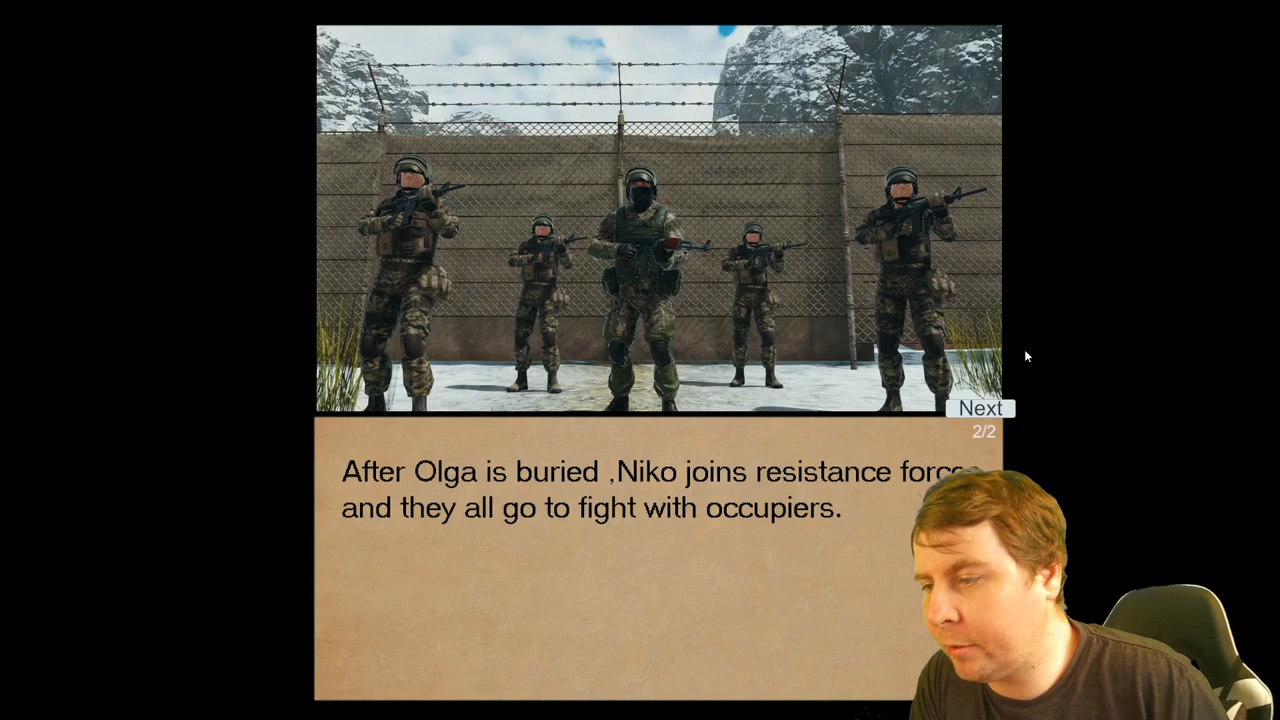 Next
2/2
After Olga is buried ,Niko joins resistance
and they all go to fight with occupiers.